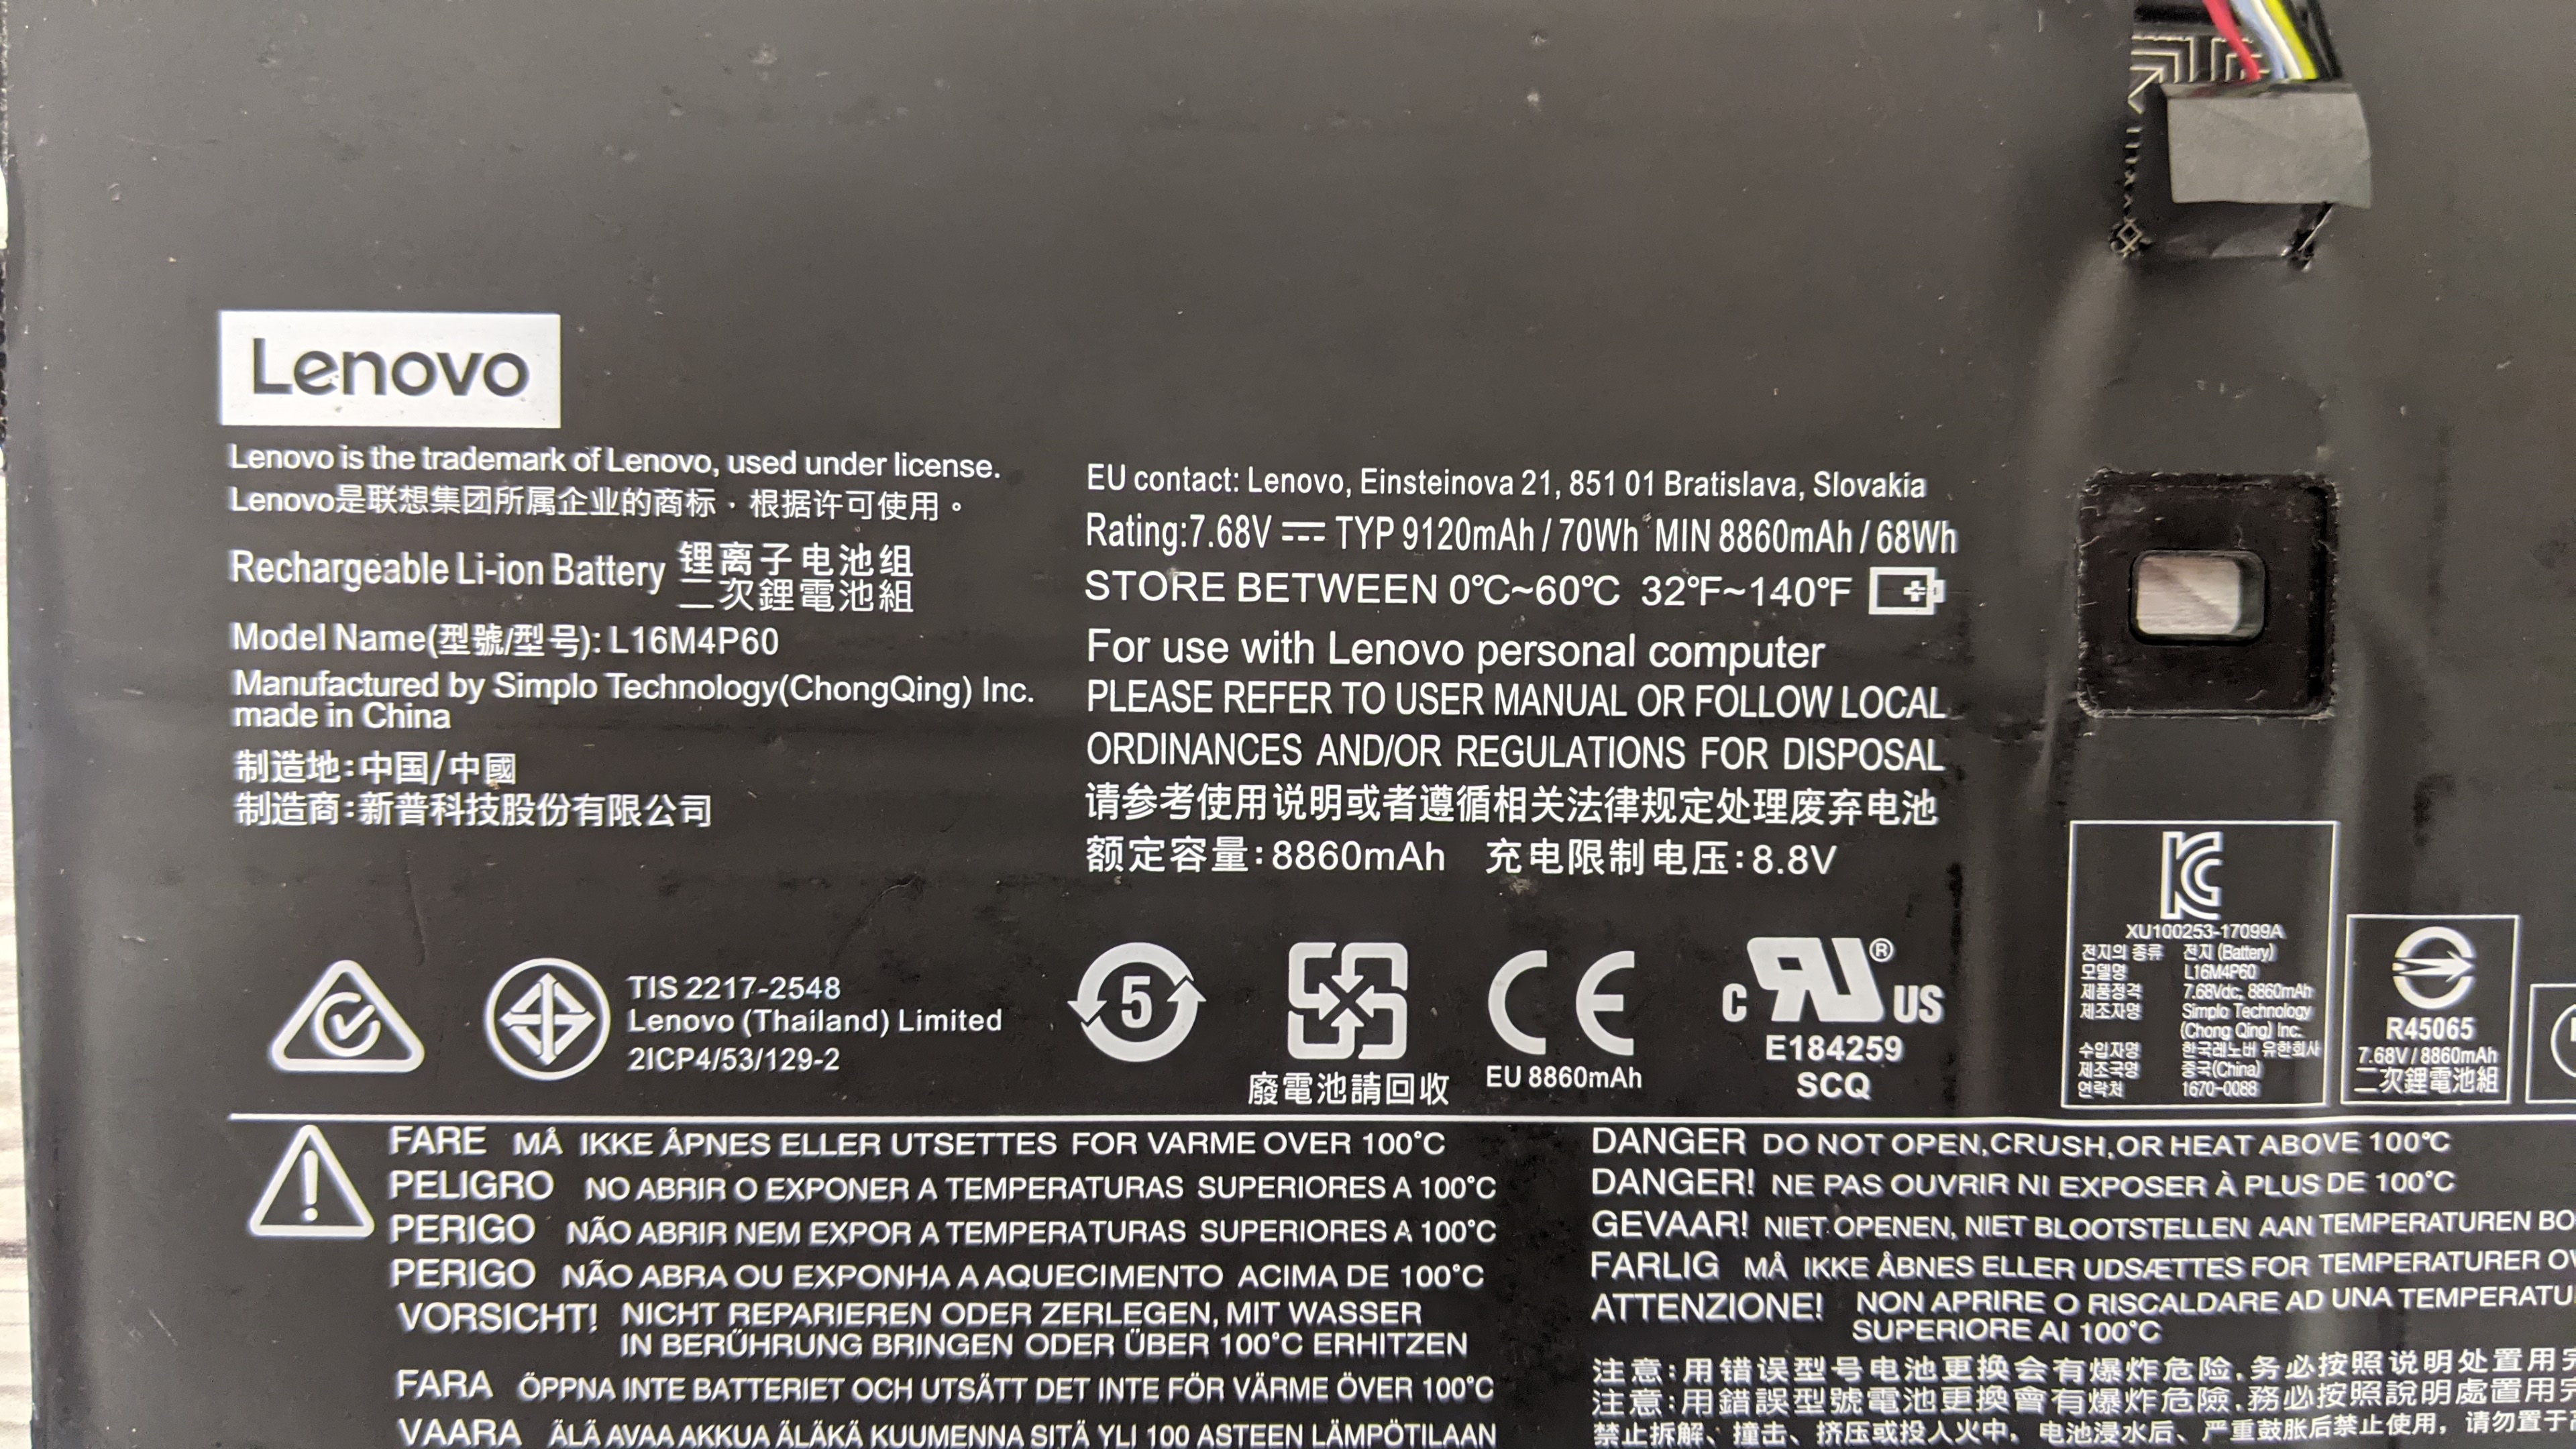 Lenovo
Lenovo is the trademark of Lenovo, used under license.
Lenovo是联想集团所属企业的商标，根据许可使用。
Rechargeable Li-ion Battery 锂离子电池组
二次鋰電池組
Model Name(型號/型号): L16M4P60
Manufactured by Simplo Technology(ChongQing) Inc.
made in China
制造地:中国/中國
制造商:新普科技股份有限公司
EU contact: Lenovo, Einsteinova 21, 851 01 Bratislava, Slovakia
Rating:7.68V TYP 9120mAh / 70Wh MIN 8860mAh / 68Wh
STORE BETWEEN 0℃~60℃ 32℉~140℉
For use with Lenovo personal computer
PLEASE REFER TO USER MANUAL OR FOLLOW LOCAL
ORDINANCES AND/OR REGULATIONS FOR DISPOSAL
请参考使用说明或者遵循相关法律规定处理废弃电池
额定容量:8860mAh 充电限制电压:8.8V
TIS 2217-2548
Lenovo (Thailand) Limited
2ICP4/53/129-2
5
廢電池請回收
CE
EU 8860mAh
C RU ® US
E184259
SCQ
KC
XU100253-17099A
전지의 종류 전지 (Battery)
모델명 L16M4P60
제품정격 7.68Vdc, 8860mAh
제조자명 Simplo Technology
(Chong Qing) Inc.
수입자명 한국레노버 유한회사
제조국명 중국(China)
연락처 1670-0088
R45065
7.68V / 8860mAh
二次鋰電池組
FARE MÅ IKKE ÅPNES ELLER UTSETTES FOR VARME OVER 100°C
PELIGRO NO ABRIR O EXPONER A TEMPERATURAS SUPERIORES A 100°C
PERIGO NÃO ABRIR NEM EXPOR A TEMPERATURAS SUPERIORES A 100°C
PERIGO NÃO ABRA OU EXPONHA A AQUECIMENTO ACIMA DE 100°C
VORSICHT! NICHT REPARIEREN ODER ZERLEGEN, MIT WASSER
IN BERÜHRUNG BRINGEN ODER ÜBER 100°C ERHITZEN
FARA ÖPPNA INTE BATTERIET OCH UTSÄTT DET INTE FÖR VÄRME ÖVER 100°C
VAARA ÄLÄ AVAA AKKUA ÄLÄKÄ KUUMENNA SITÄ YLI 100 ASTEEN LÄMPÖTILAAN
DANGER DO NOT OPEN,CRUSH,OR HEAT ABOVE 100℃
DANGER! NE PAS OUVRIR NI EXPOSER À PLUS DE 100°C
GEVAAR! NIET OPENEN, NIET BLOOTSTELLEN AAN TEMPERATUREN BO
FARLIG MÅ IKKE ÅBNES ELLER UDSÆTTES FOR TEMPERATURER OV
ATTENZIONE! NON APRIRE O RISCALDARE AD UNA TEMPERATU
SUPERIORE AI 100°C
注意:用错误型号电池更换会有爆炸危险.务必按照说明处置用完
注意:用錯誤型號電池更換會有爆炸危險.務必按照說明處置用完
禁止拆解、撞击、挤压或投入火中，电池浸水后、严重鼓胀后禁止使用，请勿置于高